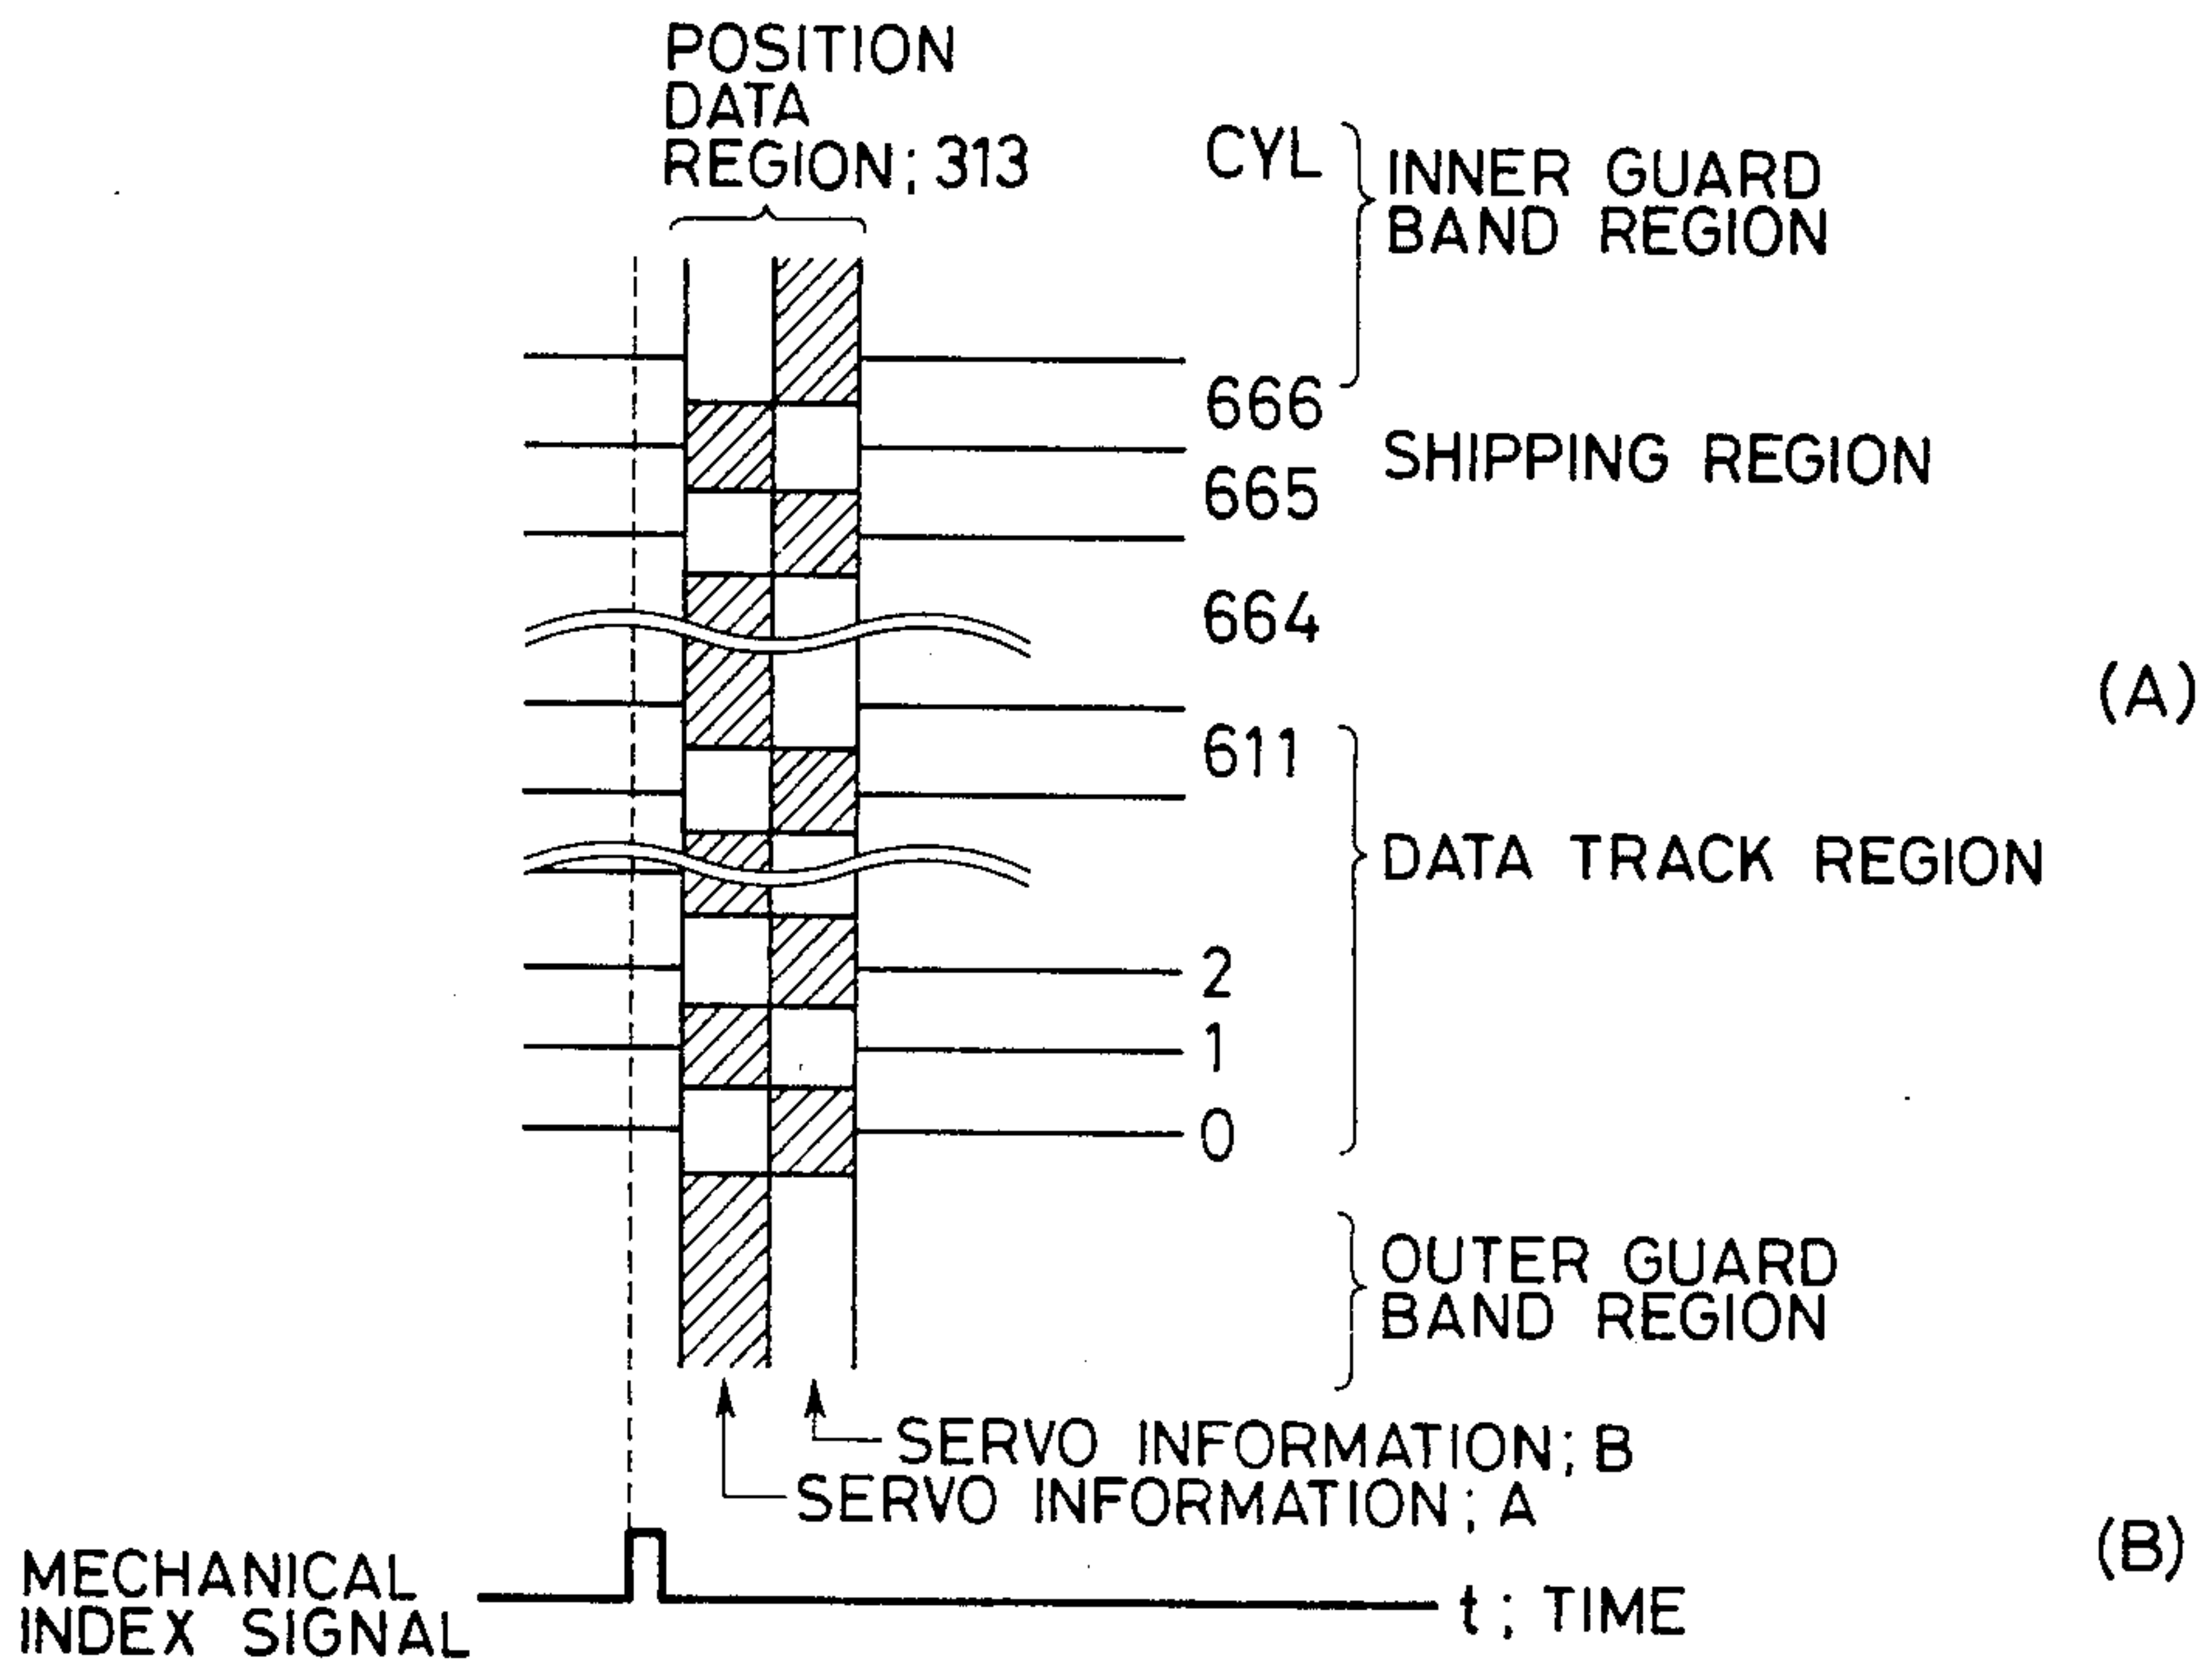 POSITION
DATA
REGION; 313
CYL
INNER GUARD
BAND REGION
666
SHIPPING REGION
665
664
(A)
611
DATA TRACK REGION
2
1
0
OUTER GUARD
BAND REGION
SERVO INFORMATION; B
SERVO INFORMATION; A
(B)
MECHANICAL
INDEX SIGNAL
t; TIME